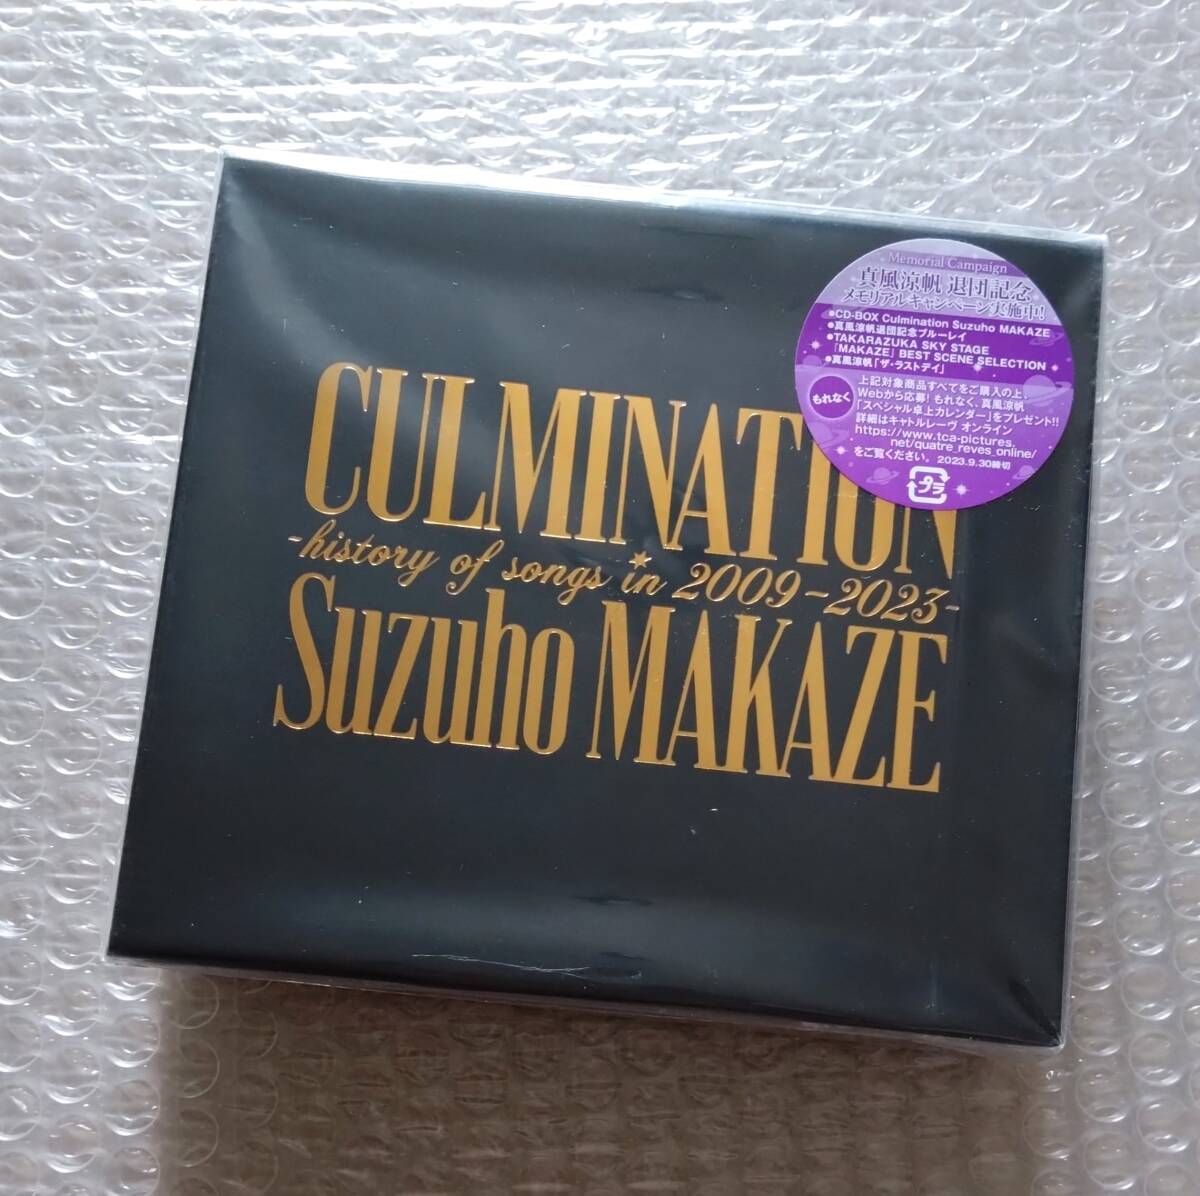 CULMINATION
-history of songs in 2009-2023-
Suzuho MAKAZE
Memorial Campaign
真風涼帆 退団記念
メモリアルキャンペーン実施中!
●CD-BOX Culmination Suzuho MAKAZE
●真風涼帆退団記念ブルーレイ
●TAKARAZUKA SKY STAGE
「MAKAZE」BEST SCENE SELECTION
●真風涼帆「ザ・ラストデイ」
もれなく
上記対象商品すべてをご購入の上、
Webから応募! もれなく、真風涼帆
「スペシャル卓上カレンダー」をプレゼント!!
詳細はキャトルレーヴ オンライン
https://www.tca-pictures.
net/quatre_reves_online/
をご覧ください。 2023.9.30締切
プラ